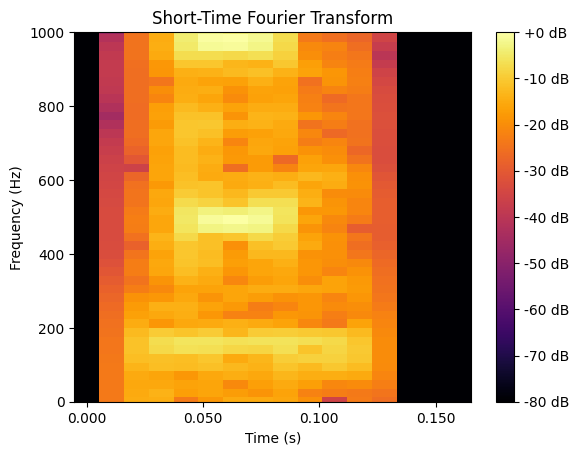 Short-Time Fourier Transform
Frequency (Hz)
1000
800
600
400
200
0
0.000
0.050
0.100
0.150
Time (s)
+0 dB
-10 dB
-20 dB
-30 dB
-40 dB
-50 dB
-60 dB
-70 dB
-80 dB